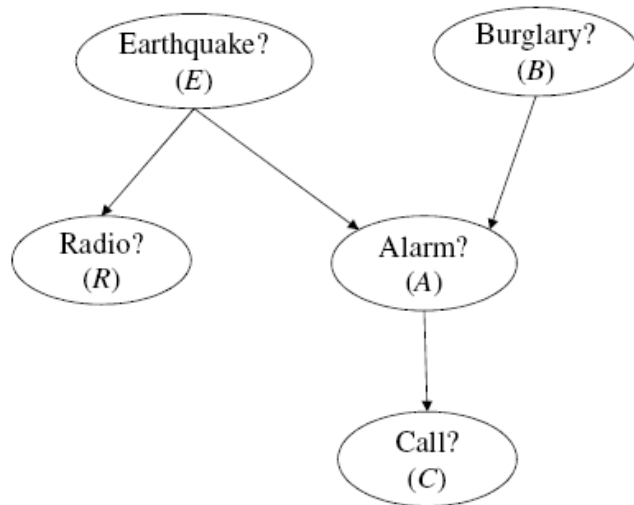 Earthquake?
(E)
Burglary?
(B)
Radio?
(R)
Alarm?
(A)
Call?
(C)